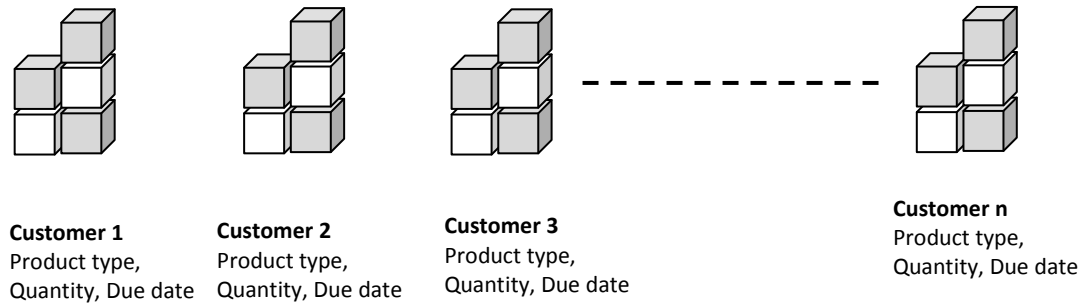 Customer 1
Product type,
Quantity, Due date
Customer 2
Product type,
Quantity, Due date
Customer 3
Product type,
Quantity, Due date
Customer n
Product type,
Quantity, Due date